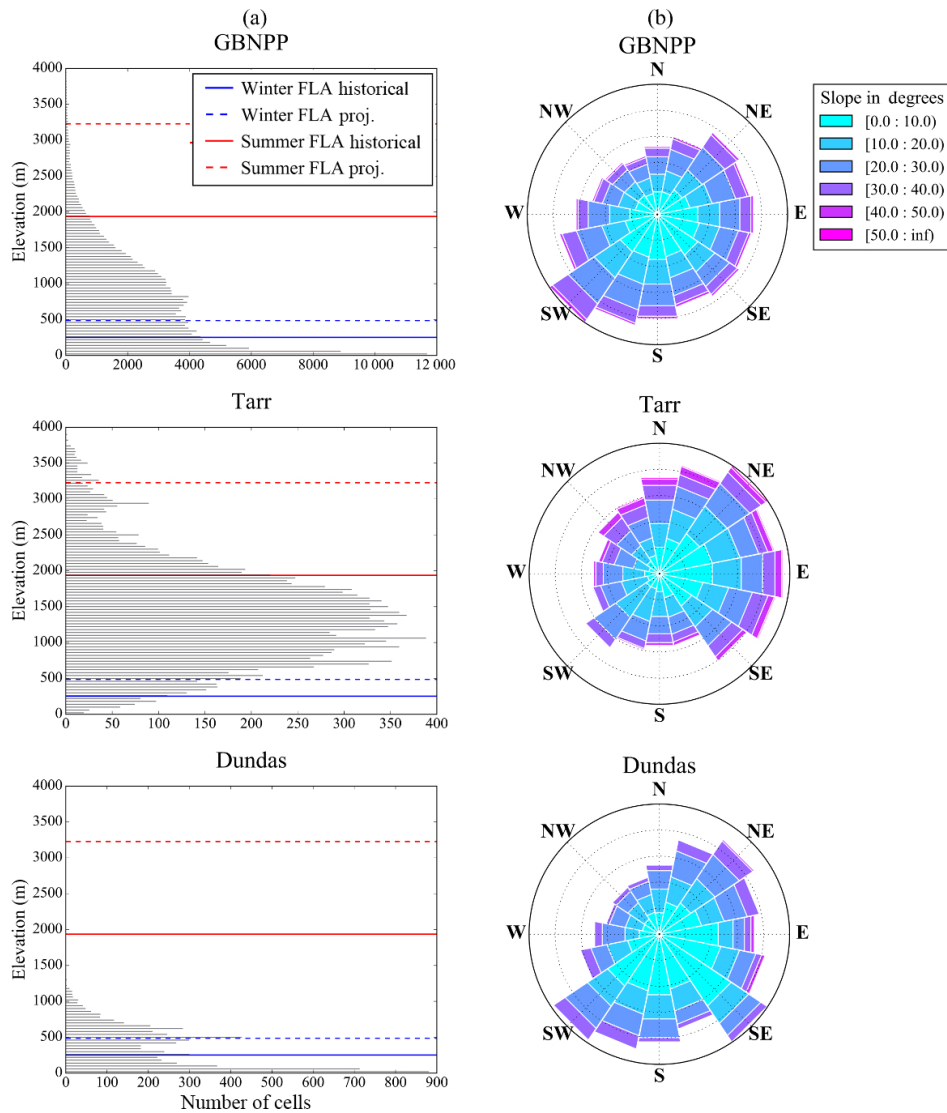 (a)
GBNPP
Elevation (m)
4000
3500
3000
2500
2000
1500
1000
500
0
0 2000 4000 6000 8000 10 000 12 000
Winter FLA historical
Winter FLA proj.
Summer FLA historical
Summer FLA proj.
(b)
GBNPP
N
NW NE
W E
SW SE
S
Slope in degrees
[0.0 : 10.0)
[10.0 : 20.0)
[20.0 : 30.0)
[30.0 : 40.0)
[40.0 : 50.0)
[50.0 : inf)
Tarr
Elevation (m)
4000
3500
3000
2500
2000
1500
1000
500
0
0 50 100 150 200 250 300 350 400
Tarr
N
NW NE
W E
SW SE
S
Dundas
Elevation (m)
4000
3500
3000
2500
2000
1500
1000
500
0
0 100 200 300 400 500 600 700 800 900
Number of cells
Dundas
N
NW NE
W E
SW SE
S